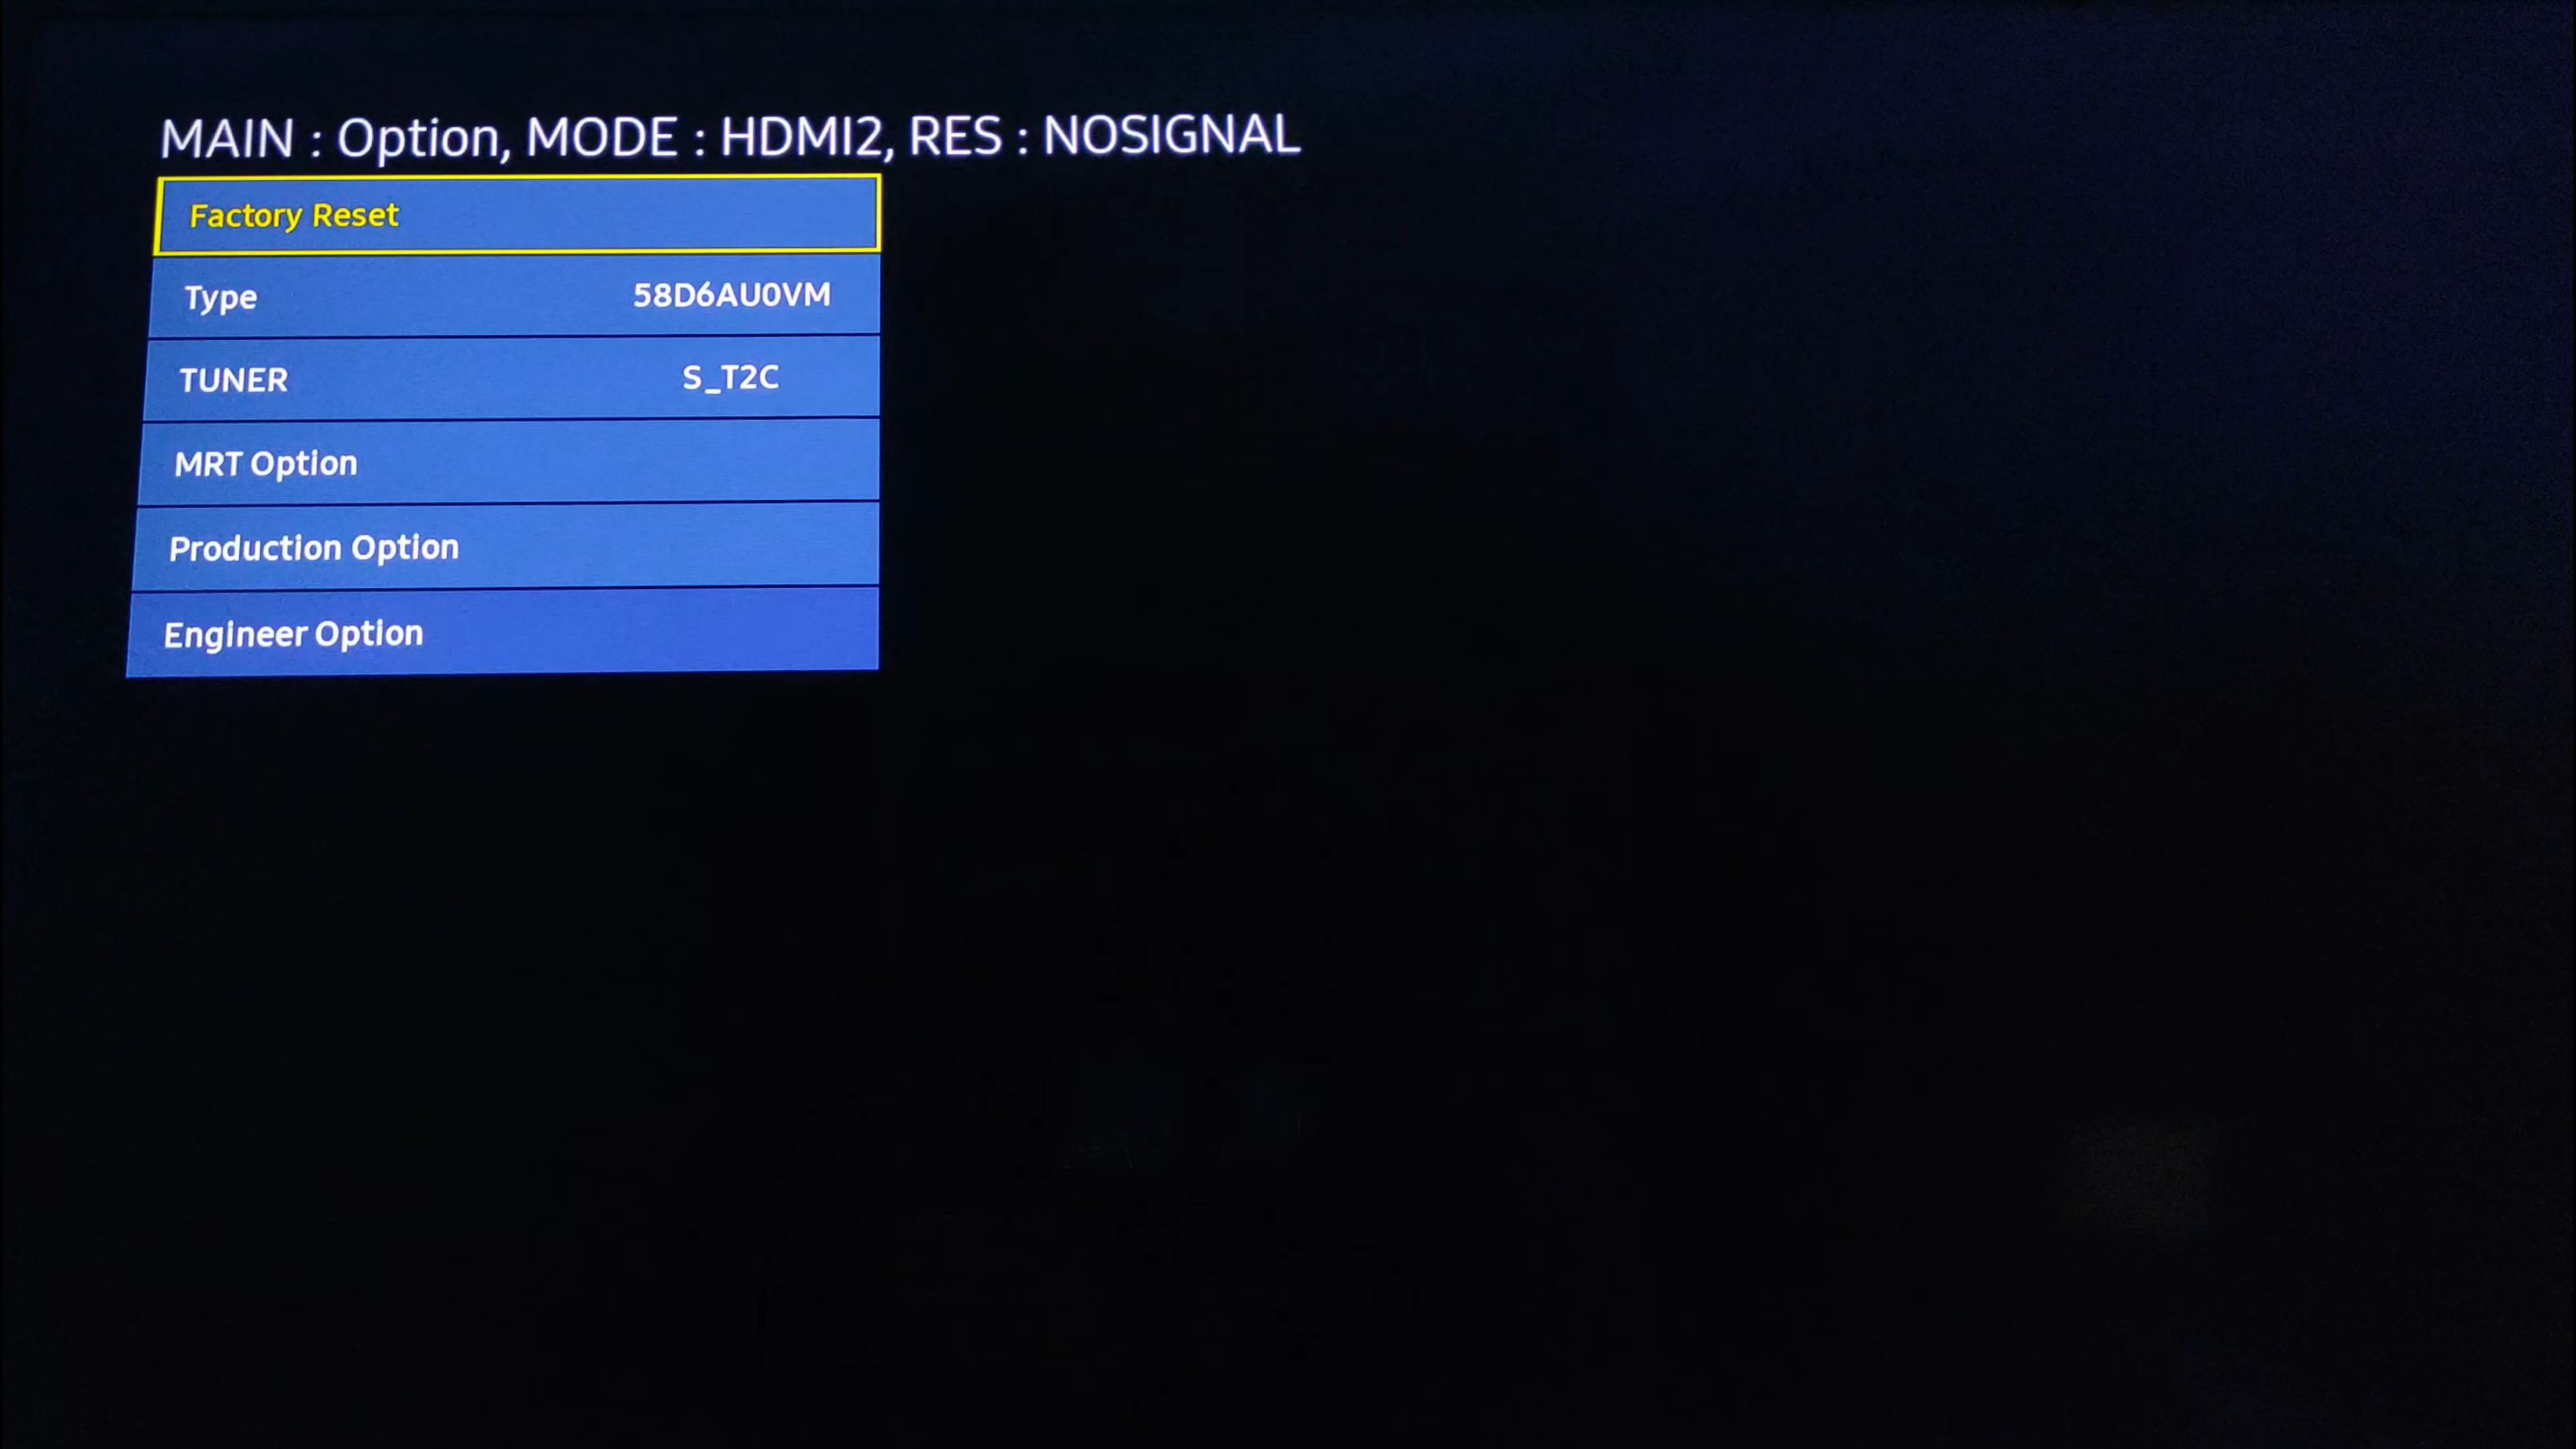 MAIN : Option, MODE : HDMI2, RES : NOSIGNAL
Factory Reset
Type 58D6AU0VM
TUNER S_T2C
MRT Option
Production Option
Engineer Option